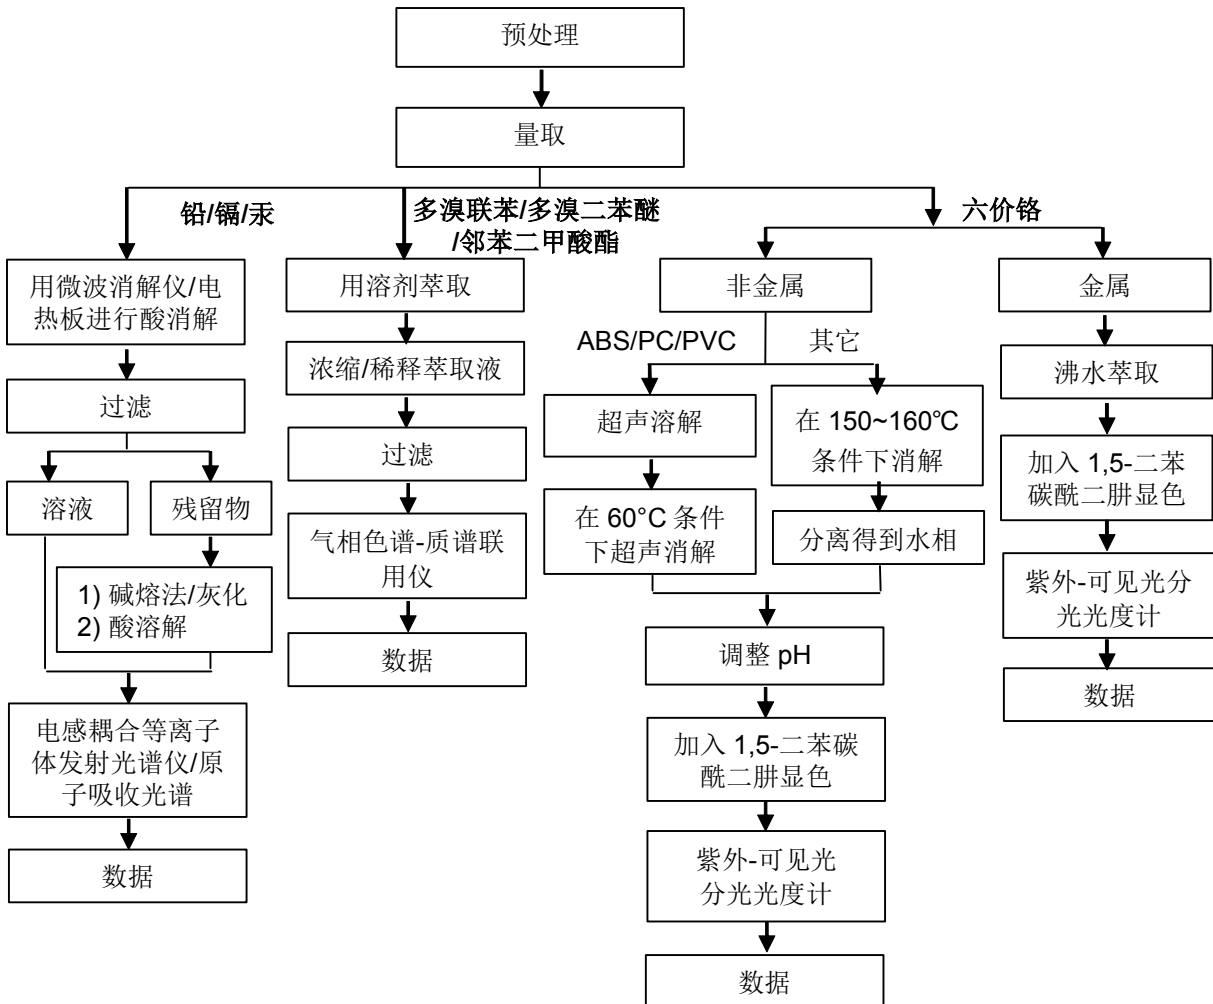 预处理
量取
铅/镉/汞
多溴联苯/多溴二苯醚
/邻苯二甲酸酯
六价铬
用微波消解仪/电
热板进行酸消解
过滤
溶液
残留物
1) 碱熔法/灰化
2) 酸溶解
电感耦合等离子
体发射光谱仪/原
子吸收光谱
数据
用溶剂萃取
浓缩/稀释萃取液
过滤
气相色谱-质谱联
用仪
数据
非金属
ABS/PC/PVC
其它
超声溶解
在 60°C 条件
下超声消解
在 150~160℃
条件下消解
分离得到水相
调整 pH
加入 1,5-二苯碳
酰二肼显色
紫外-可见光
分光光度计
数据
金属
沸水萃取
加入 1,5-二苯
碳酰二肼显色
紫外-可见光分
光光度计
数据